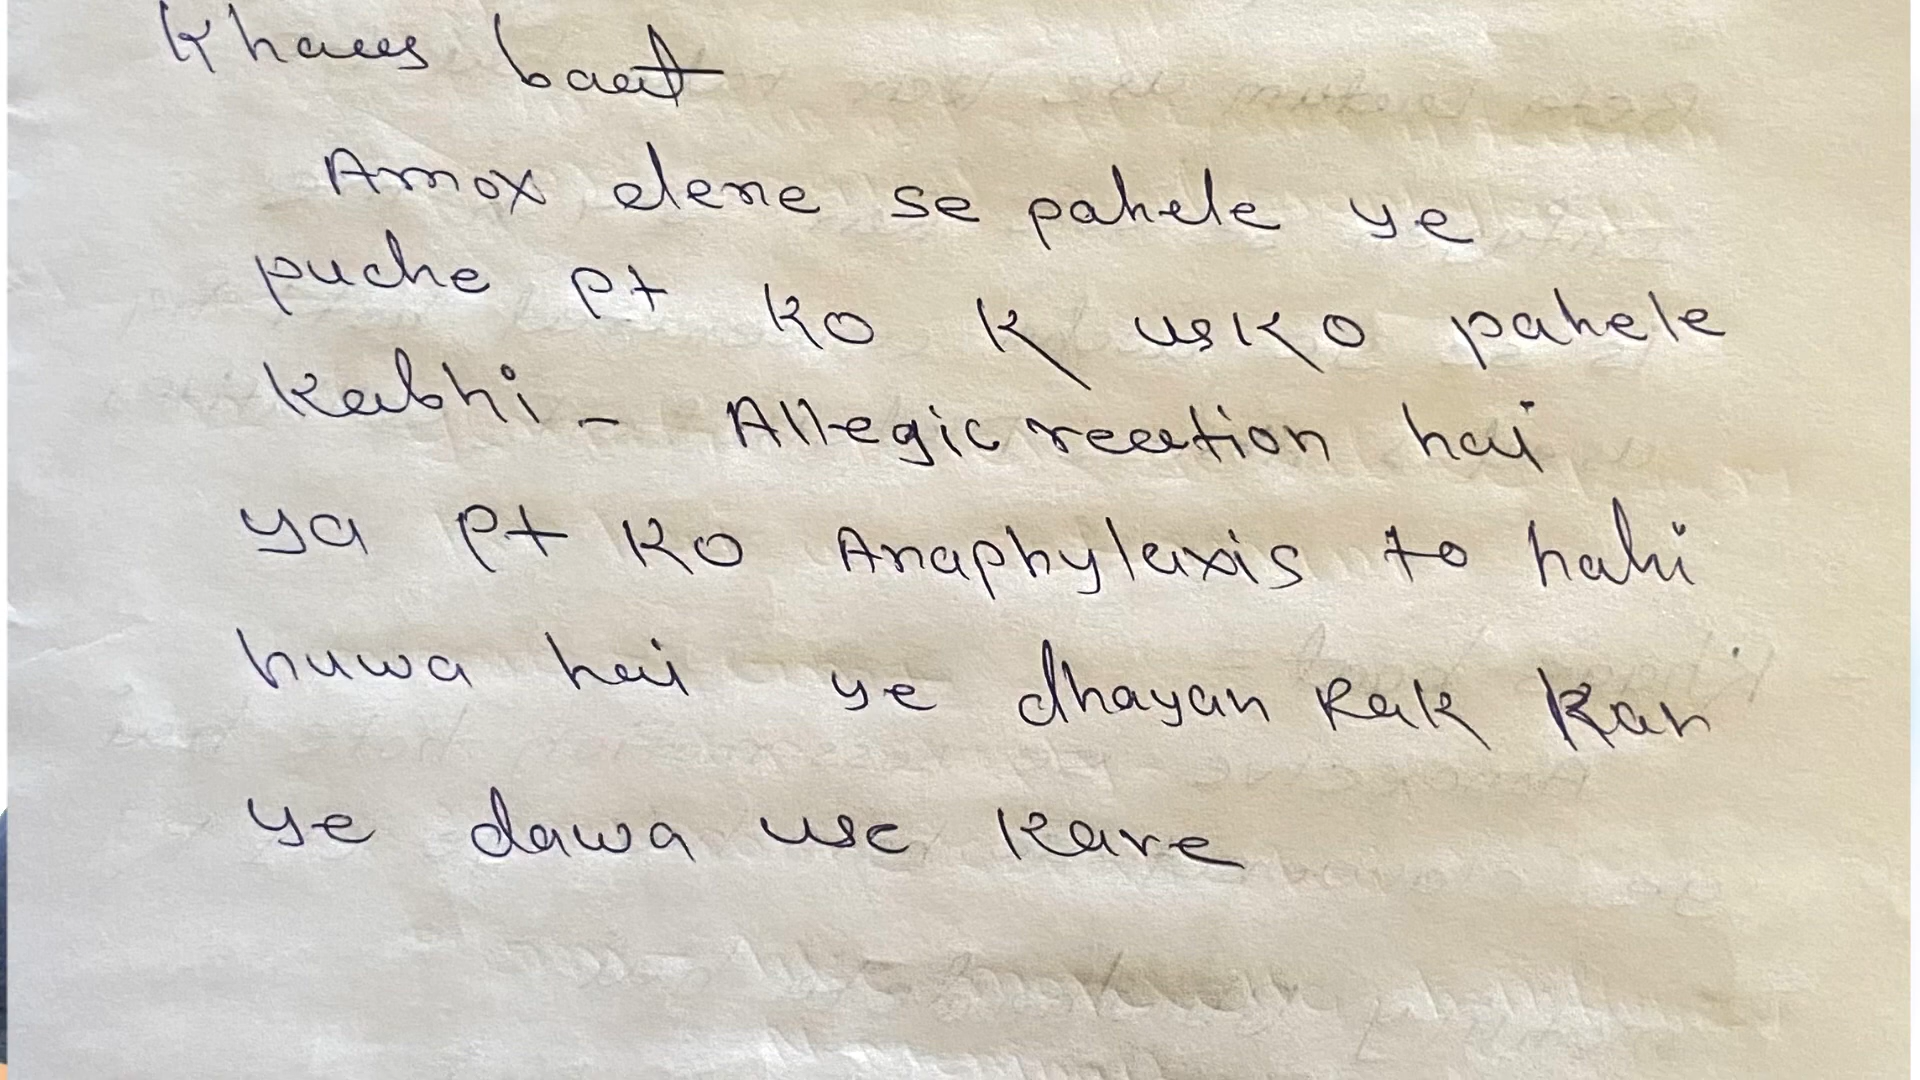 Khaas baat
Amox dene se pahele ye
puche pt ko k usko pahele
kabhi - Allegic reeation hai
ya pt ko Anaphylaxis to nahi
huwa hai ye dhayan Rak kar
ye dawa use kare